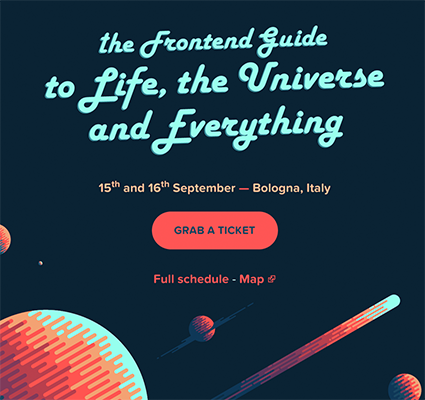 the Frontend Guide
to Life, the Universe
and Everything
15th and 16th September — Bologna, Italy
GRAB A TICKET
Full schedule - Map